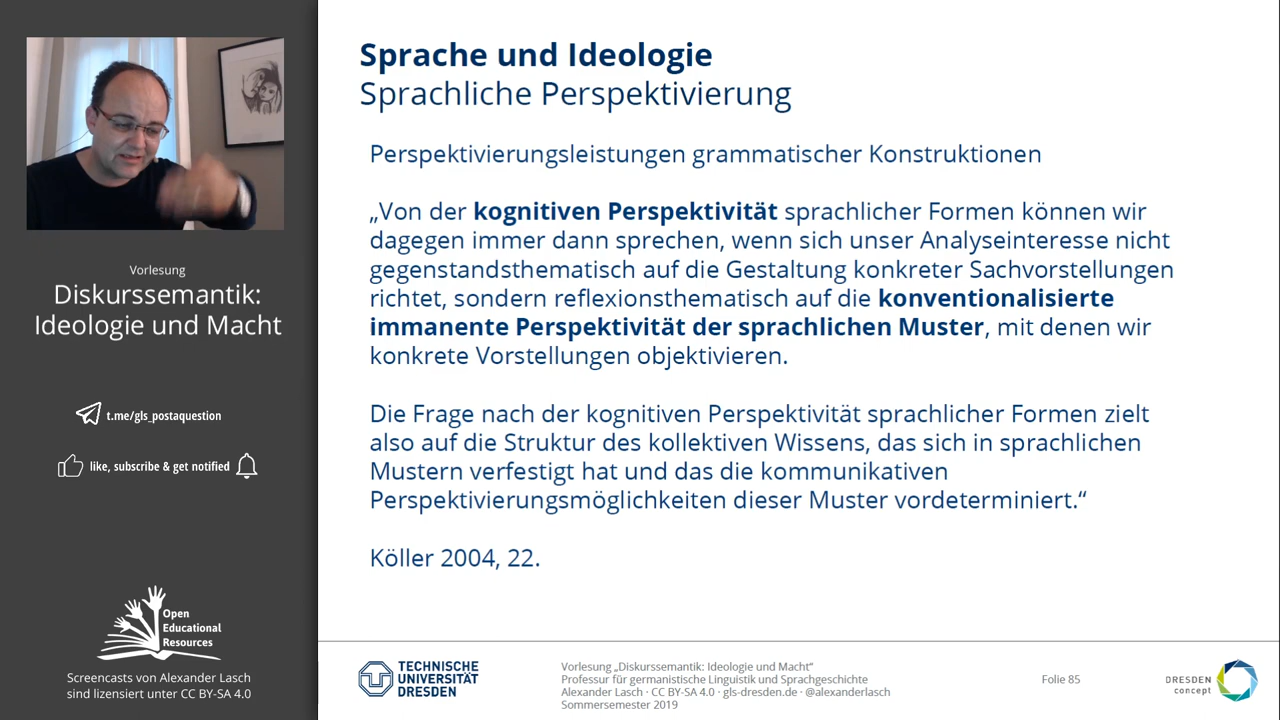 Sprache und Ideologie
Sprachliche Perspektivierung
Perspektivierungsleistungen grammatischer Konstruktionen
„Von der kognitiven Perspektivität sprachlicher Formen können wir
dagegen immer dann sprechen, wenn sich unser Analyseinteresse nicht
gegenstandsthematisch auf die Gestaltung konkreter Sachvorstellungen
richtet, sondern reflexionsthematisch auf die konventionalisierte
immanente Perspektivität der sprachlichen Muster, mit denen wir
konkrete Vorstellungen objektivieren.
Die Frage nach der kognitiven Perspektivität sprachlicher Formen zielt
also auf die Struktur des kollektiven Wissens, das sich in sprachlichen
Mustern verfestigt hat und das die kommunikativen
Perspektivierungsmöglichkeiten dieser Muster vordeterminiert.“
Köller 2004, 22.
Vorlesung
Diskurssemantik:
Ideologie und Macht
t.me/gls_postaquestion
like, subscribe & get notified
Open
Educational
Resources
Screencasts von Alexander Lasch
sind lizensiert unter CC BY-SA 4.0
TECHNISCHE
UNIVERSITÄT
DRESDEN
Vorlesung „Diskurssemantik: Ideologie und Macht“
Professur für germanistische Linguistik und Sprachgeschichte
Alexander Lasch · CC BY-SA 4.0 · gls-dresden.de · @alexanderlasch
Sommersemester 2019
Folie 85
DRESDEN
concept